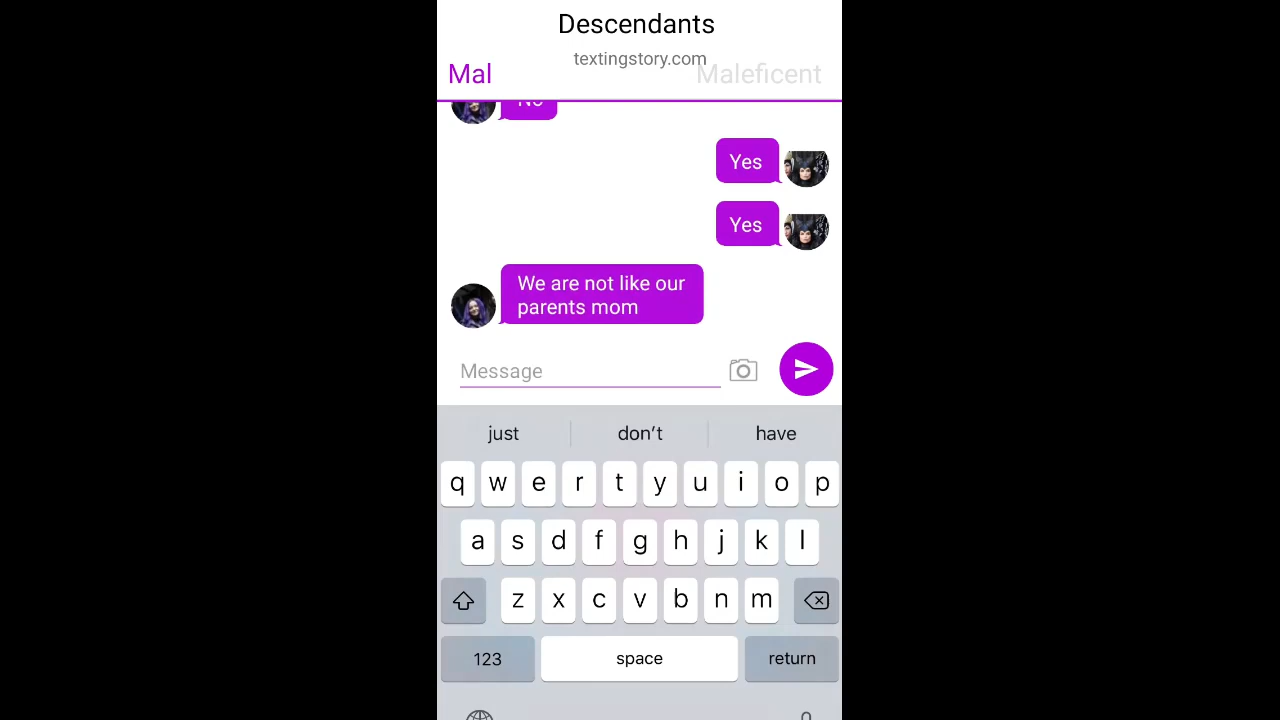 Descendants
textingstory.com
Mal
Maleficent
No
Yes
Yes
We are not like our
parents mom
Message
just
don’t
have
q w e r t y u i o p
a s d f g h j k l
z x c v b n m
123
space
return